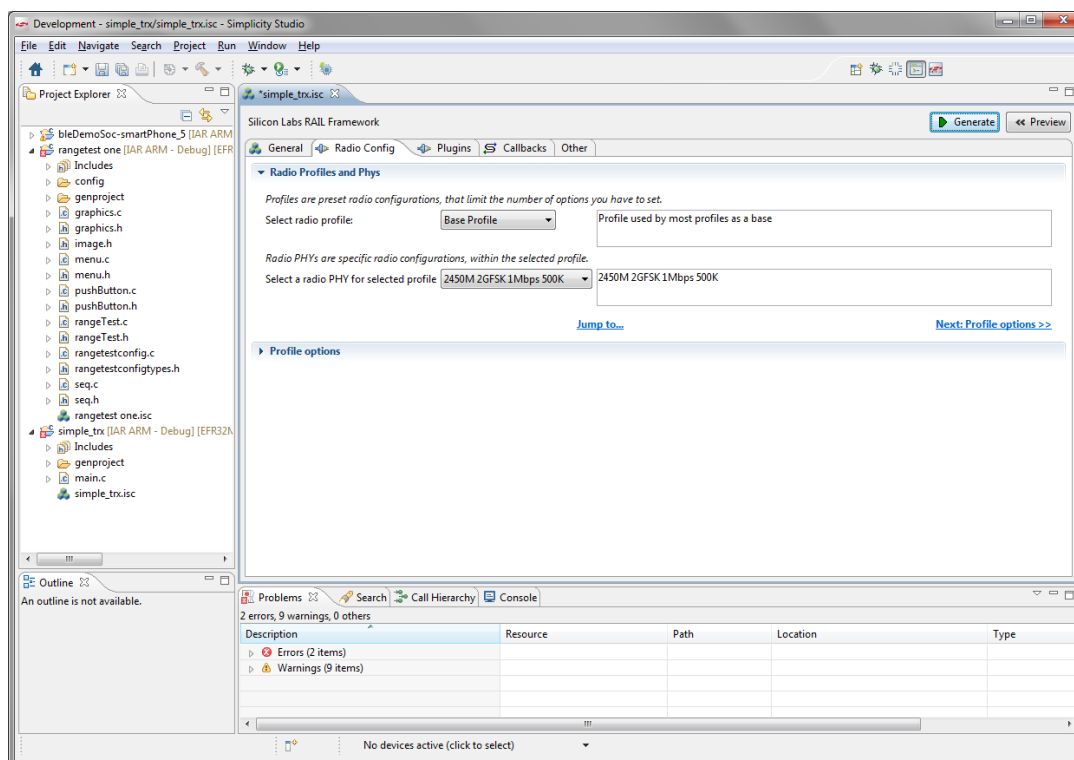 Development - simple_trx/simple_trx.isc - Simplicity Studio
File Edit Navigate Search Project Run Window Help
Project Explorer
bleDemoSoc-smartPhone_5 [IAR ARM
rangetest one [IAR ARM - Debug] [EFR
Includes
config
genproject
graphics.c
graphics.h
image.h
menu.c
menu.h
pushButton.c
pushButton.h
rangeTest.c
rangeTest.h
rangetestconfig.c
rangetestconfigtypes.h
seq.c
seq.h
rangetest one.isc
simple_trx [IAR ARM - Debug] [EFR32M
Includes
genproject
main.c
simple_trx.isc
Outline
An outline is not available.
*simple_trx.isc
Silicon Labs RAIL Framework
Generate
<< Preview
General Radio Config Plugins Callbacks Other
Radio Profiles and Phys
Profiles are preset radio configurations, that limit the number of options you have to set.
Select radio profile: Base Profile Profile used by most profiles as a base
Radio PHYs are specific radio configurations, within the selected profile.
Select a radio PHY for selected profile 2450M 2GFSK 1Mbps 500K 2450M 2GFSK 1Mbps 500K
Jump to... Next: Profile options >>
Profile options
Problems Search Call Hierarchy Console
2 errors, 9 warnings, 0 others
Description Resource Path Location Type
Errors (2 items)
Warnings (9 items)
No devices active (click to select)